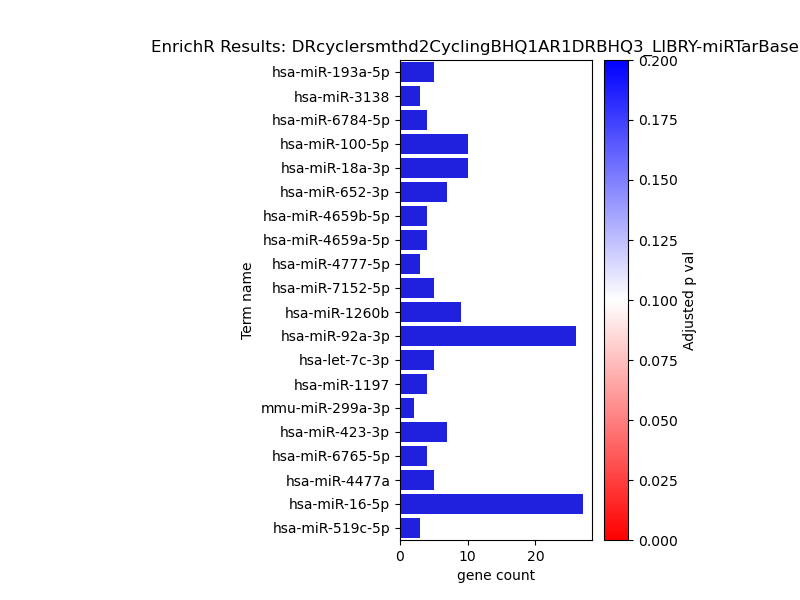 EnrichR Results: DRcyclersmthd2CyclingBHQ1AR1DRBHQ3_LIBRY-miRTarBase
hsa-miR-193a-5p
hsa-miR-3138
hsa-miR-6784-5p
hsa-miR-100-5p
hsa-miR-18a-3p
hsa-miR-652-3p
hsa-miR-4659b-5p
hsa-miR-4659a-5p
hsa-miR-4777-5p
hsa-miR-7152-5p
hsa-miR-1260b
hsa-miR-92a-3p
hsa-let-7c-3p
hsa-miR-1197
mmu-miR-299a-3p
hsa-miR-423-3p
hsa-miR-6765-5p
hsa-miR-4477a
hsa-miR-16-5p
hsa-miR-519c-5p
Term name
0
10
20
gene count
0.200
0.175
0.150
0.125
0.100
0.075
0.050
0.025
0.000
Adjusted p val